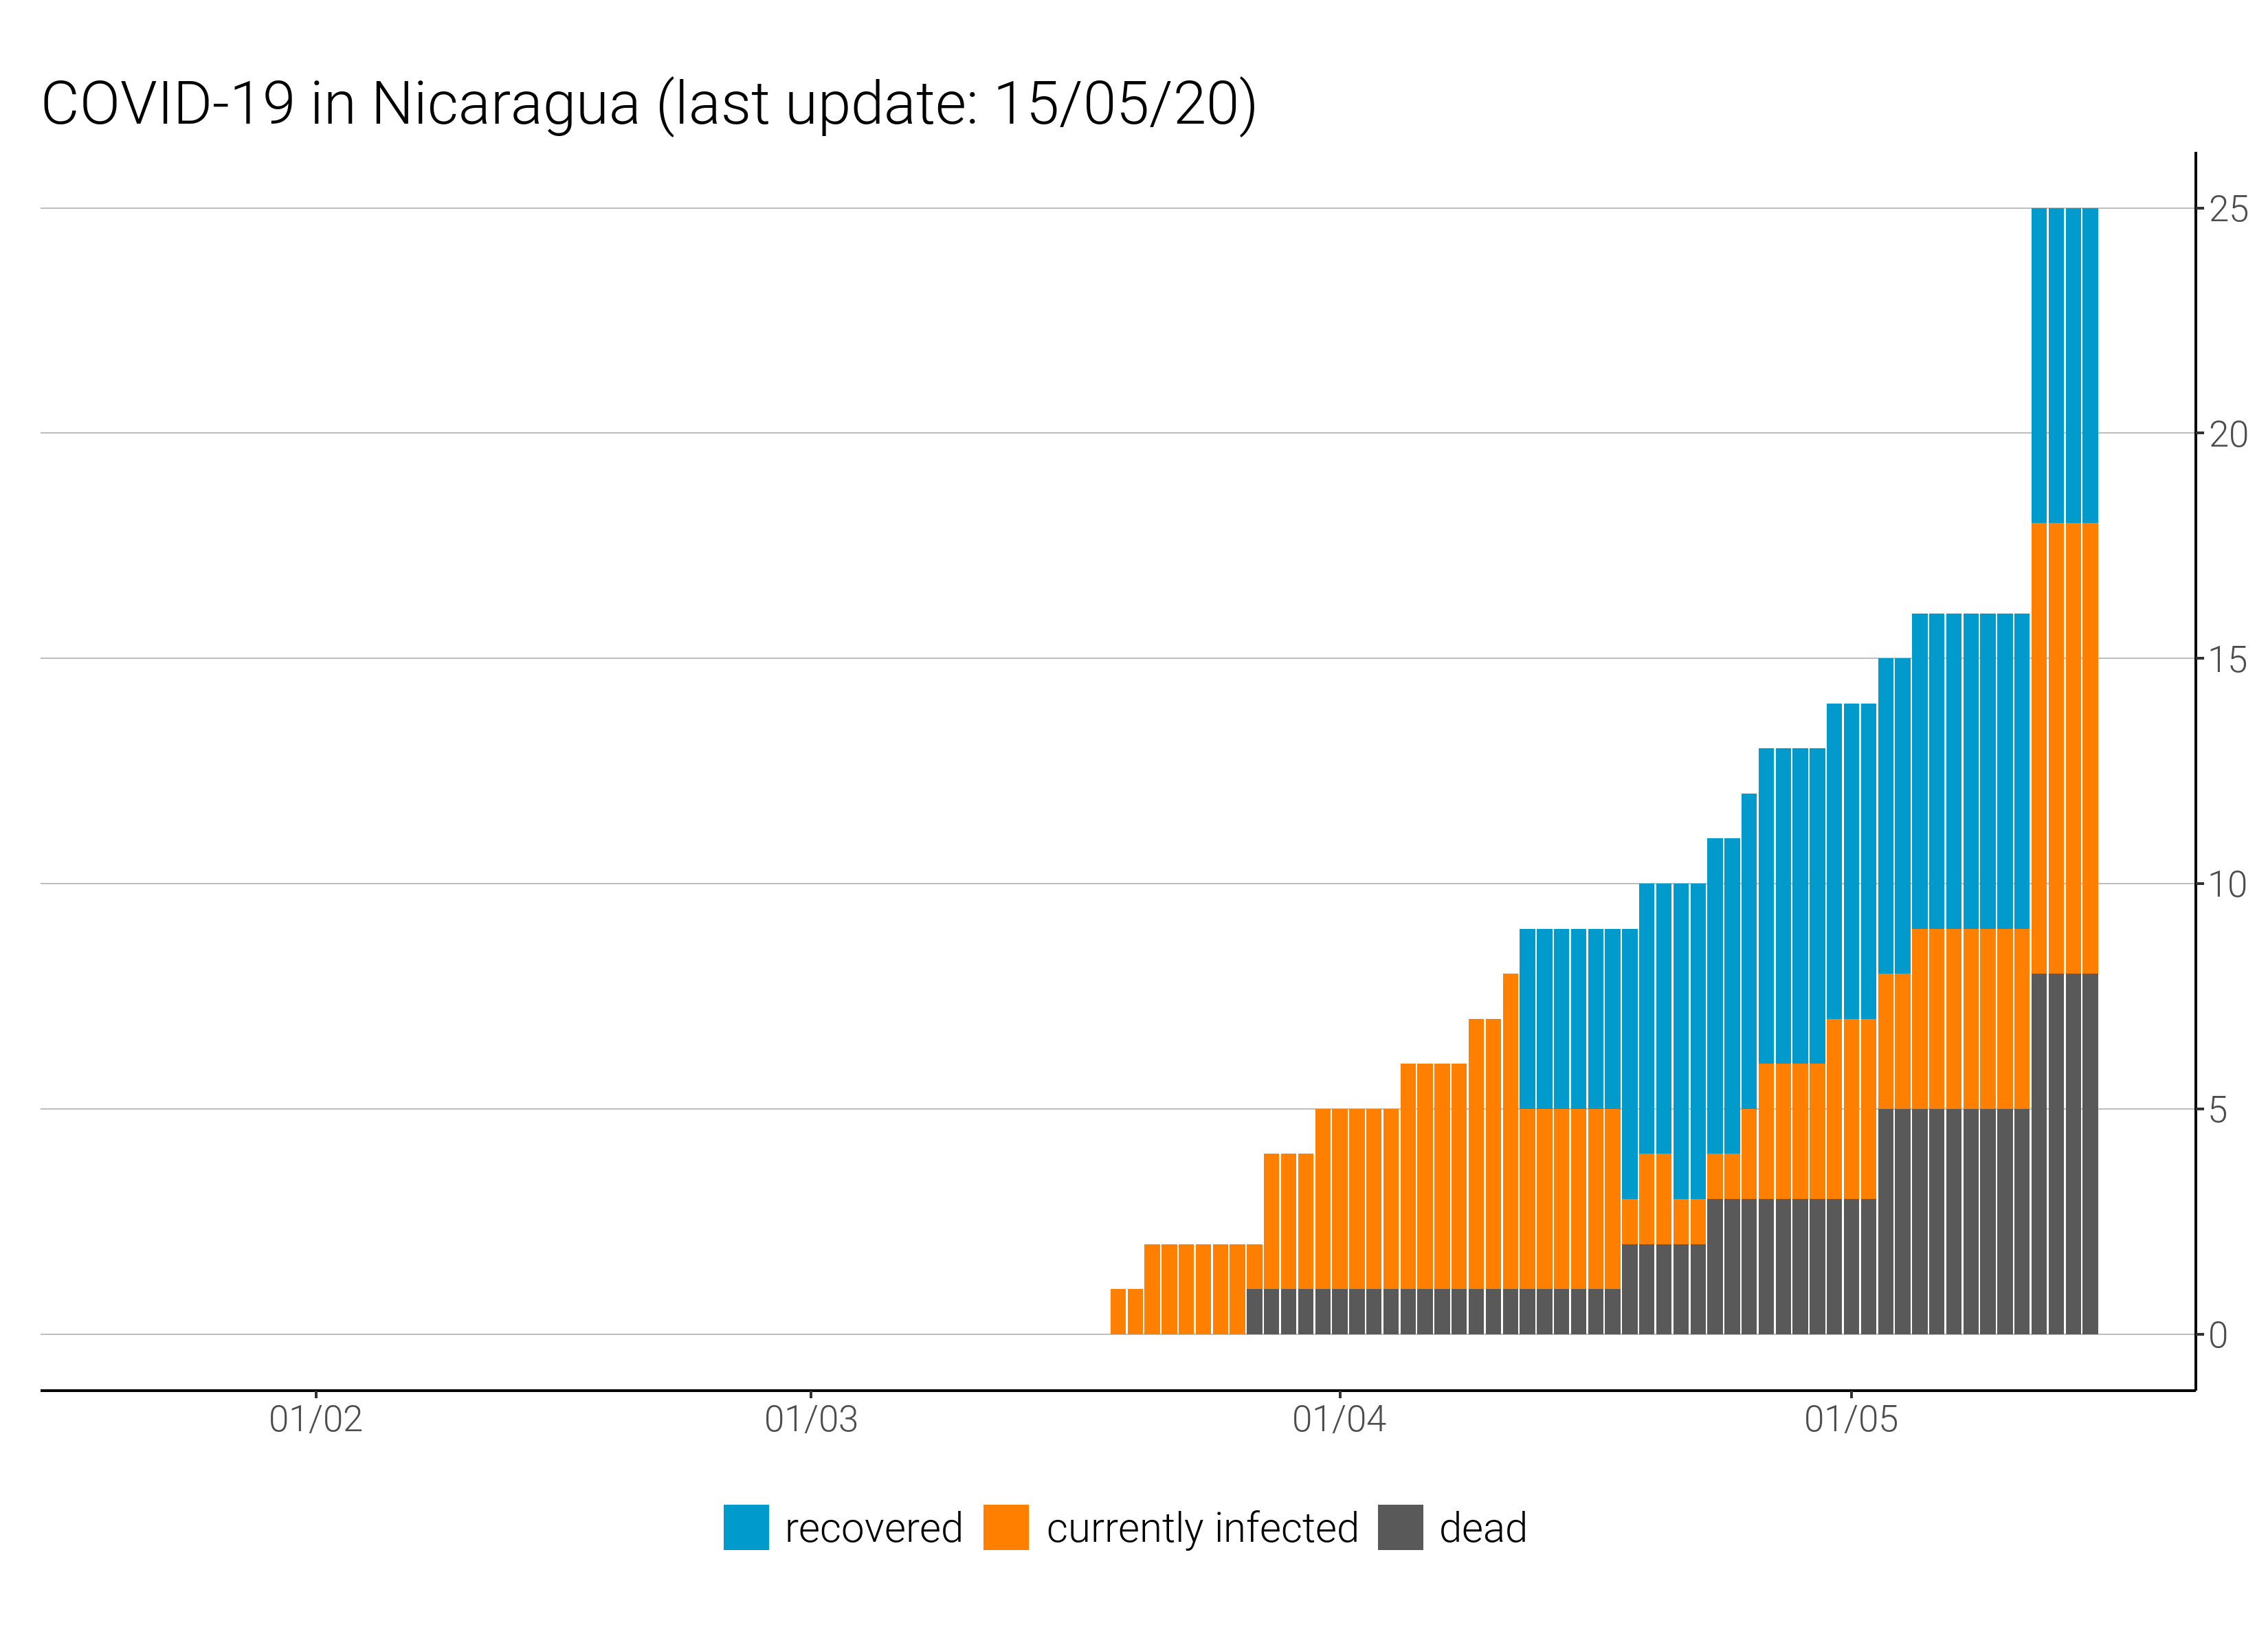 COVID-19 in Nicaragua (last update: 15/05/20)
25
20
15
10
5
0
01/02 01/03 01/04 01/05
recovered currently infected dead